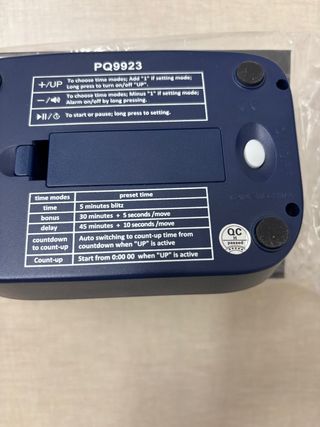 PQ9923
+/UP To choose time modes; Add "1" if setting mode;
Long press to turn on/off "UP".
−/🔊 To choose time modes; Minus "1" if setting mode;
Alarm on/off by long pressing.
▶II/⏱ To start or pause; long press to setting.
time modes preset time
time 5 minutes blitz
bonus 30 minutes + 5 seconds /move
delay 45 minutes + 10 seconds /move
countdown Auto switching to count-up time from
to count-up countdown when "UP" is active
Count-up Start from 0:00 00 when "UP" is active
QC
passed